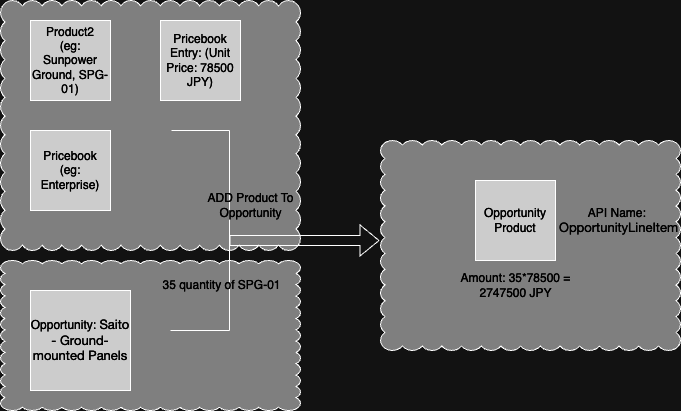 Product2
(eg:
Sunpower
Ground, SPG-
01)
Pricebook
Entry: (Unit
Price: 78500
JPY)
Pricebook
(eg:
Enterprise)
ADD Product To
Opportunity
35 quantity of SPG-01
Opportunity: Saito
- Ground-
mounted Panels
Opportunity
Product
API Name:
OpportunityLineItem
Amount: 35*78500 =
2747500 JPY